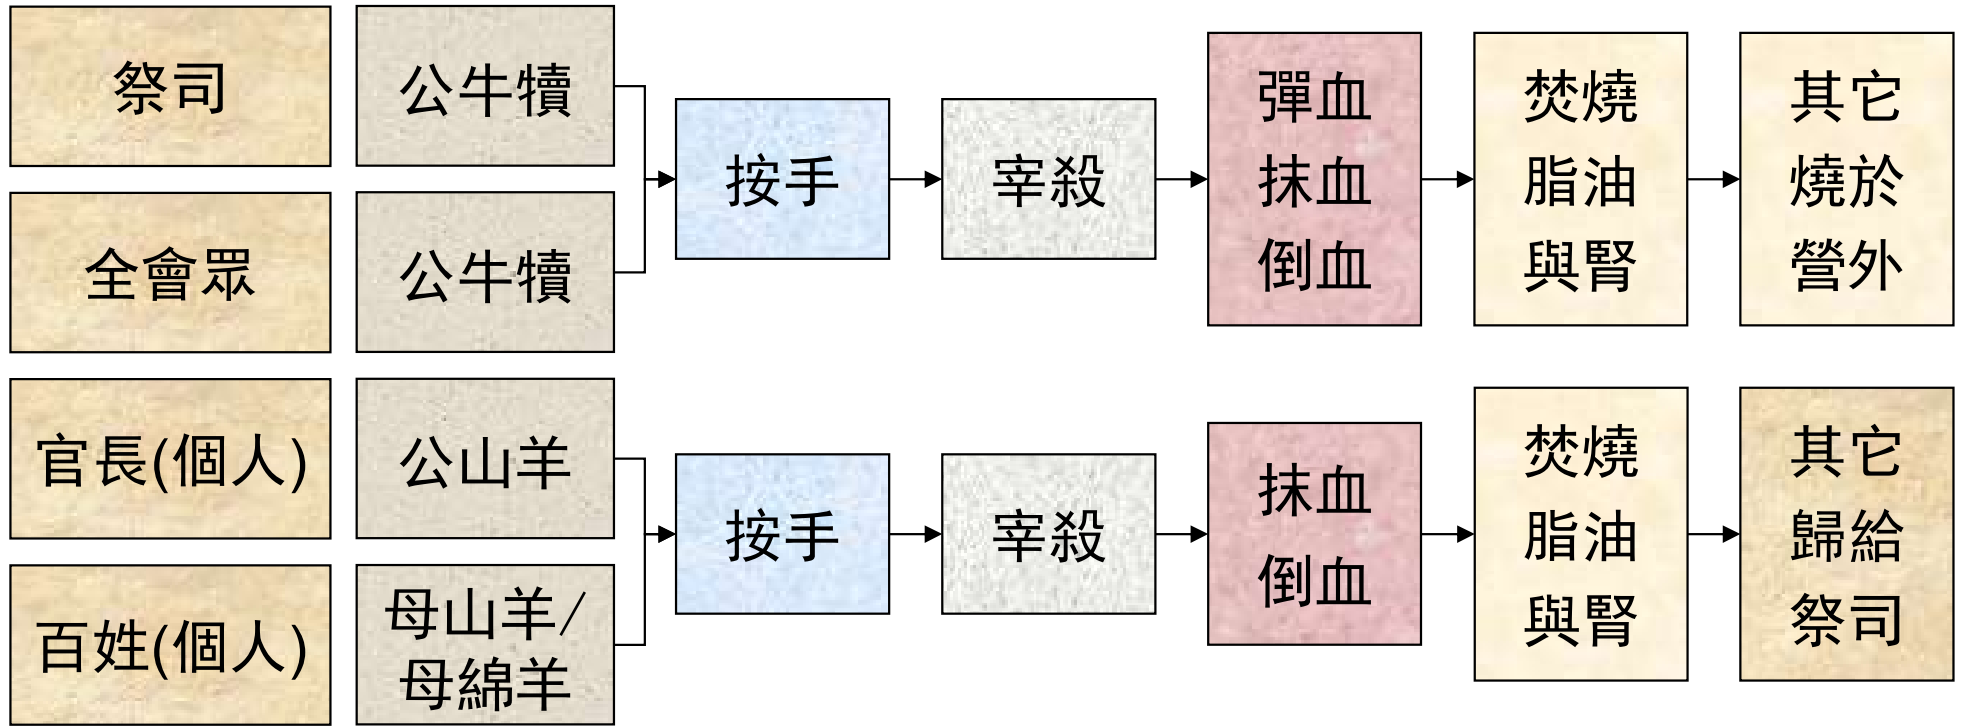 祭司
公牛犢
全會眾
公牛犢
按手
宰殺
彈血
抹血
倒血
焚燒
脂油
與腎
其它
燒於
營外
官長(個人)
公山羊
百姓(個人)
母山羊/
母綿羊
按手
宰殺
抹血
倒血
焚燒
脂油
與腎
其它
歸給
祭司